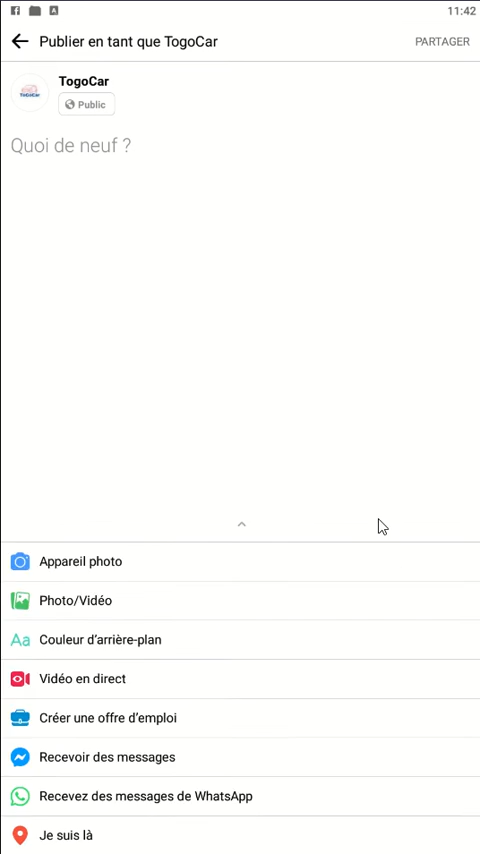 11:42
Publier en tant que TogoCar
PARTAGER
TogoCar
Public
Quoi de neuf ?
Appareil photo
Photo/Vidéo
Aa Couleur d'arrière-plan
Vidéo en direct
Créer une offre d'emploi
Recevoir des messages
Recevez des messages de WhatsApp
Je suis là